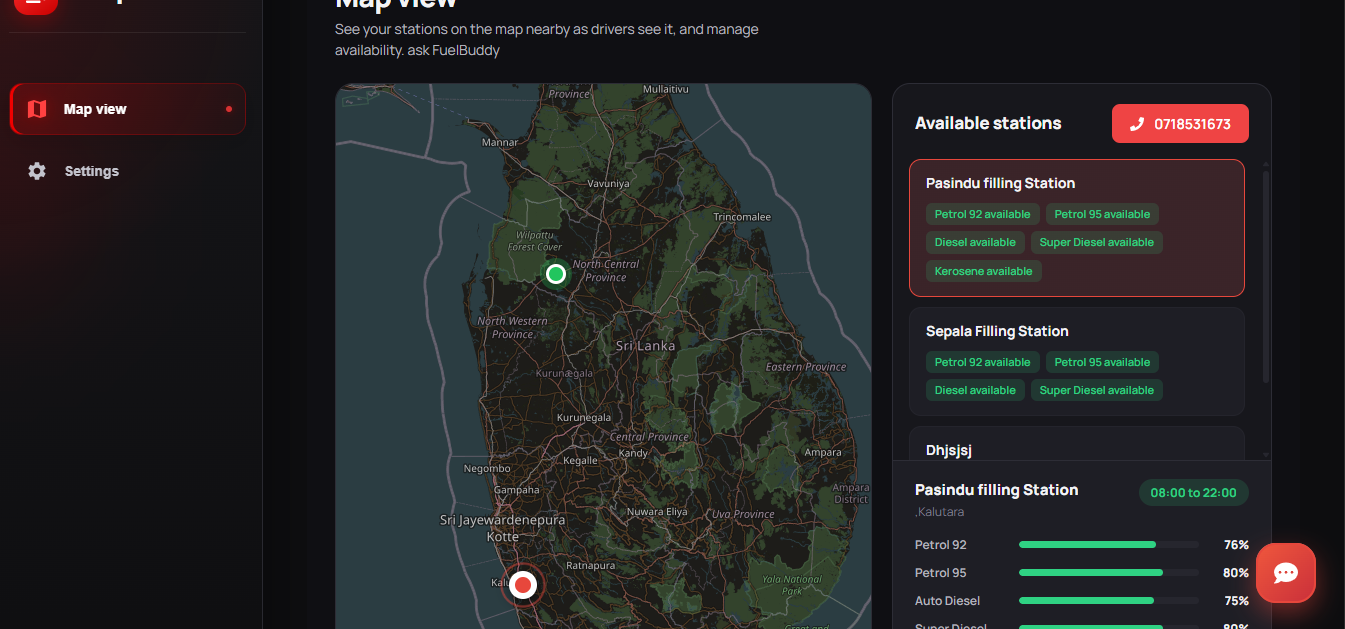 Map view
See your stations on the map nearby as drivers see it, and manage
availability. ask FuelBuddy
Map view
Settings
Province
Mullaitivu
Mannar
Vavuniya
Trincomalee
Wilpattu
Forest Cover
North Central
Province
North Western
Province
Sri Lanka
Eastern Province
Kurunægala
Kurunegala
Central Province
Kandy
Kegalle
Ampara
Negombo
Gampaha
Ampara
District
Nuwara Eliya
Uva Province
Sri Jayewardenepura
Kotte
Ratnapura
Yala National
Park
Available stations
0718531673
Pasindu filling Station
Petrol 92 available
Petrol 95 available
Diesel available
Super Diesel available
Kerosene available
Sepala Filling Station
Petrol 92 available
Petrol 95 available
Diesel available
Super Diesel available
Dhjsjsj
Pasindu filling Station
08:00 to 22:00
,Kalutara
Petrol 92 76%
Petrol 95 80%
Auto Diesel 75%
Super Diesel 80%